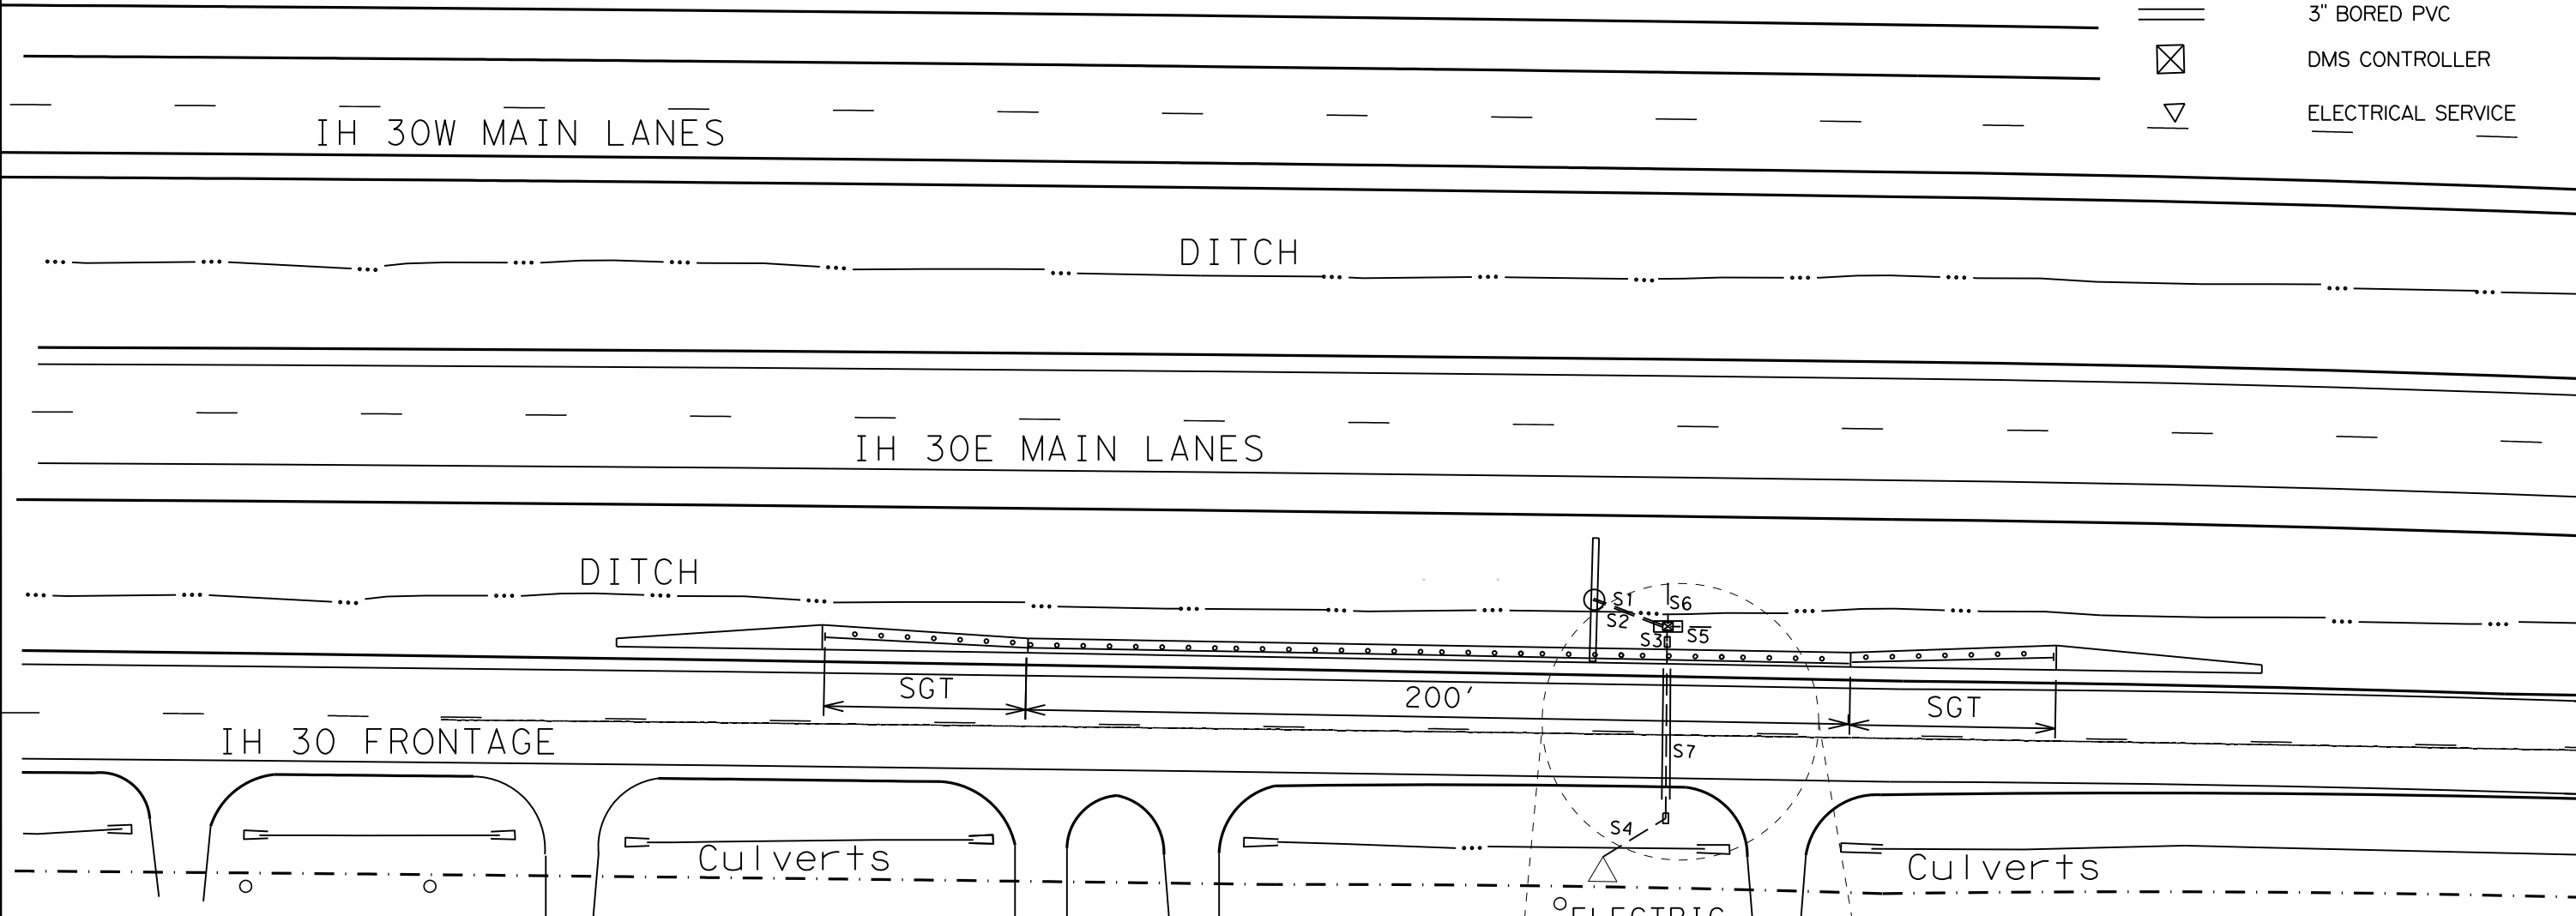 3" BORED PVC
DMS CONTROLLER
ELECTRICAL SERVICE
IH 30W MAIN LANES
DITCH
IH 30E MAIN LANES
DITCH
S1
S6
S2
S3
S5
SGT
200'
SGT
IH 30 FRONTAGE
S7
S4
Culverts
Culverts
ELECTRIC